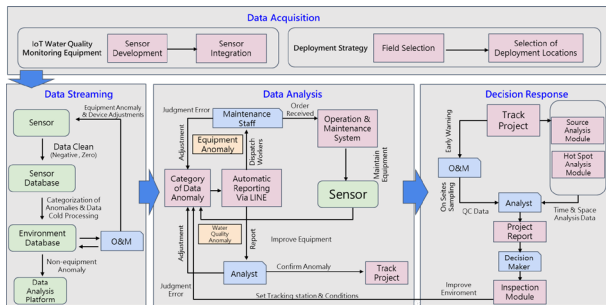 Data Acquisition
IoT Water Quality
Monitoring Equipment
Sensor
Development
Sensor
Integration
Deployment Strategy
Field Selection
Selection of
Deployment Locations
Data Streaming
Equipment Anomaly
& Device Adjustments
Sensor
Data Clean
(Negative , Zero)
Sensor
Database
Categorization of
Anomalies & Data
Cold Processing
Environment
Database
O&M
Non-equipment Anomaly
Data Analysis
Platform
Data Analysis
Judgment Error
Maintenance
Staff
Order
Received
Operation &
Maintenance
System
Adjustment
Equipment
Anomaly
Dispatch
Workers
Maintain
Equipment
Category
of Data
Anomaly
Automatic
Reporting
Via LINE
Sensor
Water
Quality
Anomaly
Adjustment
Report
Improve Equipment
Judgment
Error
Analyst
Confirm Anomaly
Track
Project
Set Tracking station & Conditions
Decision Response
Track
Project
Source
Analysis
Module
Hot Spot
Analysis
Module
Early Warning
O&M
On Seites
Sampling
QC Data
Analyst
Time & Space
Analysis Data
Project
Report
Decision
Maker
Improve
Enviroment
Inspection
Module